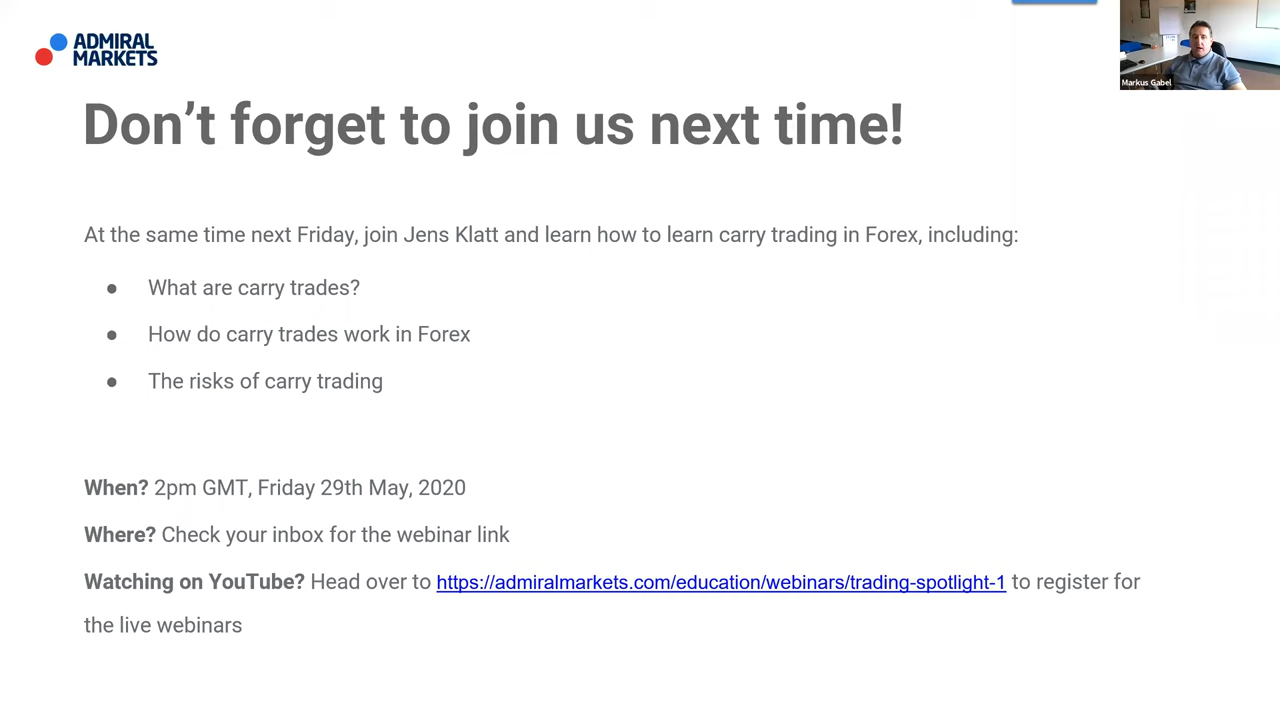 ADMIRAL
MARKETS
Markus Gabel
Don’t forget to join us next time!
At the same time next Friday, join Jens Klatt and learn how to learn carry trading in Forex, including:
● What are carry trades?
● How do carry trades work in Forex
● The risks of carry trading
When? 2pm GMT, Friday 29th May, 2020
Where? Check your inbox for the webinar link
Watching on YouTube? Head over to https://admiralmarkets.com/education/webinars/trading-spotlight-1 to register for
the live webinars